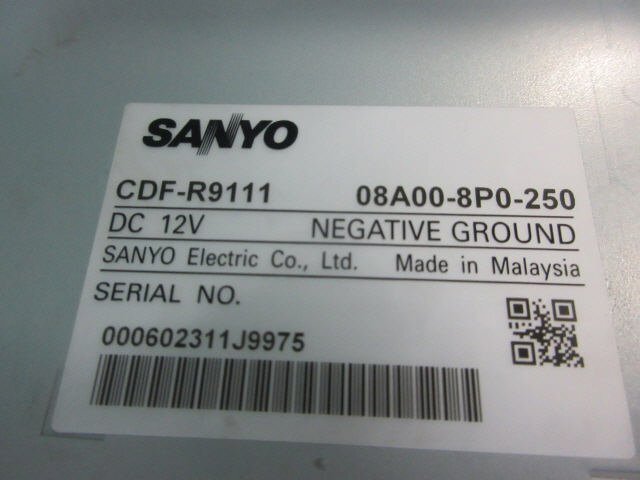 SANYO
CDF-R9111 08A00-8P0-250
DC 12V NEGATIVE GROUND
SANYO Electric Co., Ltd. Made in Malaysia
SERIAL NO.
000602311J9975